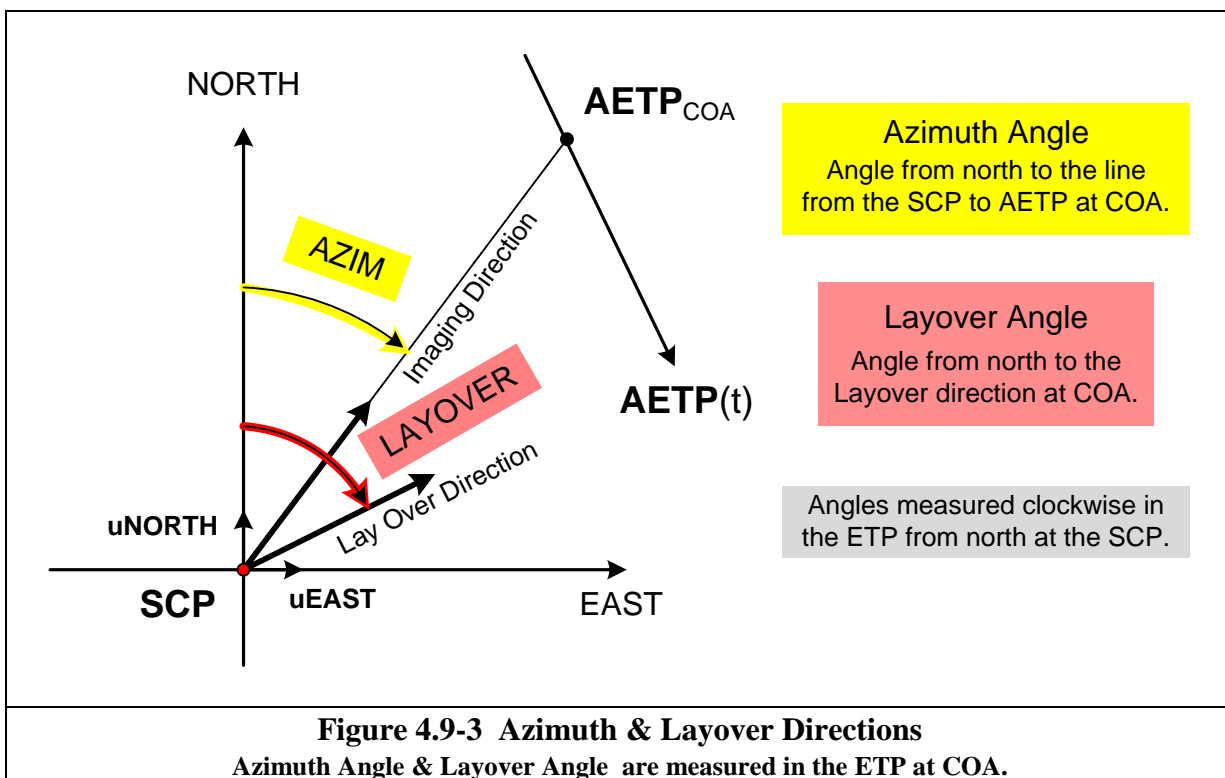 NORTH
AETPCOA
Azimuth Angle
Angle from north to the line
from the SCP to AETP at COA.
AZIM
Imaging Direction
Layover Angle
Angle from north to the
Layover direction at COA.
AETP(t)
LAYOVER
Lay Over Direction
Angles measured clockwise in
the ETP from north at the SCP.
uNORTH
SCP
uEAST
EAST
Figure 4.9-3 Azimuth & Layover Directions
Azimuth Angle & Layover Angle are measured in the ETP at COA.